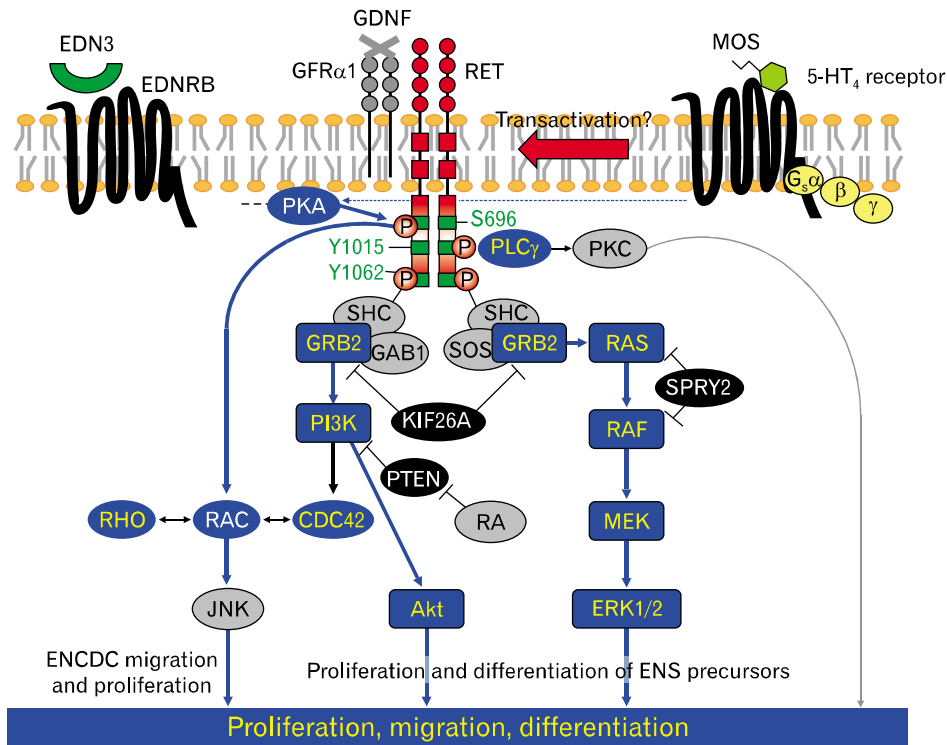 GDNF
EDN3
MOS
GFRα1
RET
5-HT4 receptor
EDNRB
Transactivation?
Gsα
β
γ
PKA
S696
P
Y1015
P
PLCγ
PKC
Y1062
P
P
SHC
SHC
GRB2
GAB1
SOS
GRB2
RAS
SPRY2
KIF26A
PI3K
RAF
PTEN
RHO
RAC
CDC42
RA
MEK
JNK
Akt
ERK1/2
ENCDC migration
and proliferation
Proliferation and differentiation of ENS precursors
Proliferation, migration, differentiation